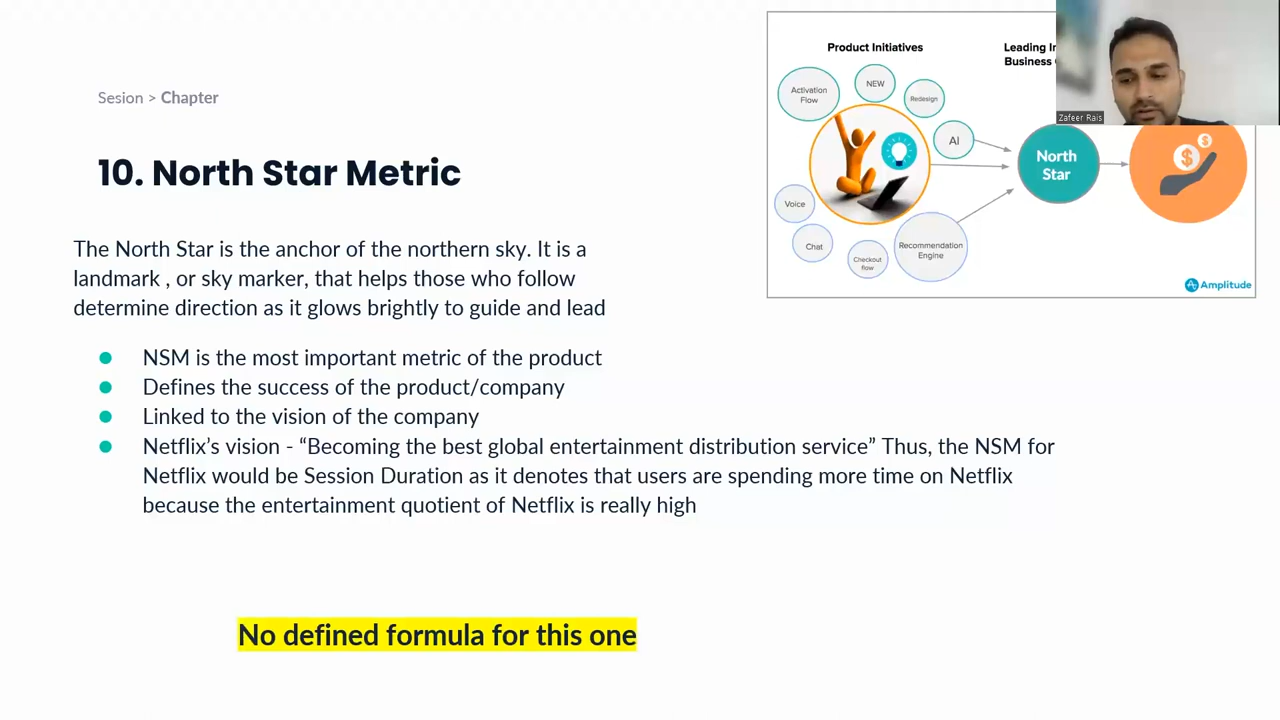 Sesion > Chapter
10. North Star Metric
The North Star is the anchor of the northern sky. It is a
landmark , or sky marker, that helps those who follow
determine direction as it glows brightly to guide and lead
NSM is the most important metric of the product
Defines the success of the product/company
Linked to the vision of the company
Netflix's vision - “Becoming the best global entertainment distribution service” Thus, the NSM for
Netflix would be Session Duration as it denotes that users are spending more time on Netflix
because the entertainment quotient of Netflix is really high
No defined formula for this one
Product Initiatives
Leading
Business
Activation
Flow
NEW
Redesign
AI
Voice
Chat
Checkout
flow
Recommendation
Engine
North
Star
$
$
Amplitude
Zafeer Rais